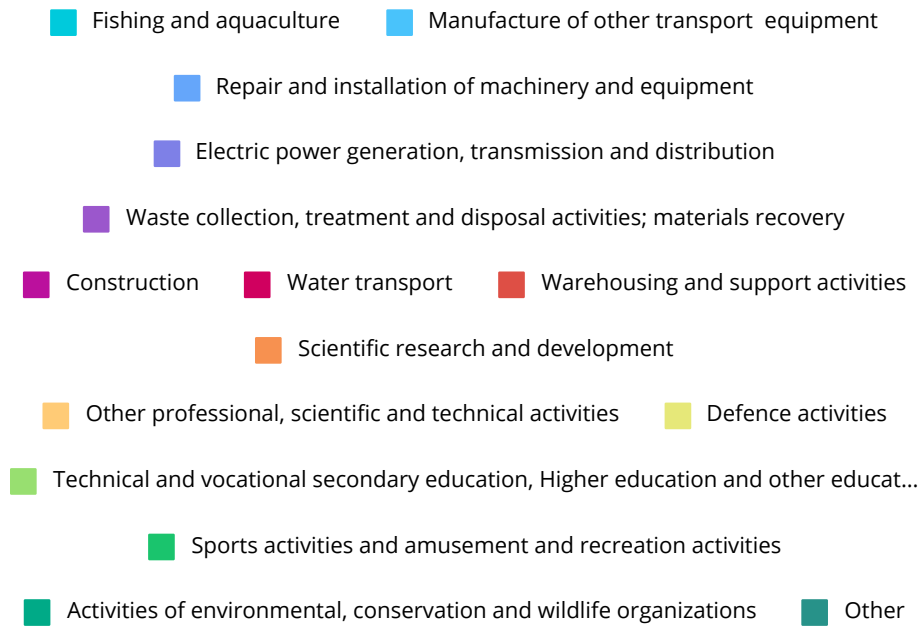 Fishing and aquaculture Manufacture of other transport equipment
Repair and installation of machinery and equipment
Electric power generation, transmission and distribution
Waste collection, treatment and disposal activities; materials recovery
Construction Water transport Warehousing and support activities
Scientific research and development
Other professional, scientific and technical activities Defence activities
Technical and vocational secondary education, Higher education and other educat...
Sports activities and amusement and recreation activities
Activities of environmental, conservation and wildlife organizations Other